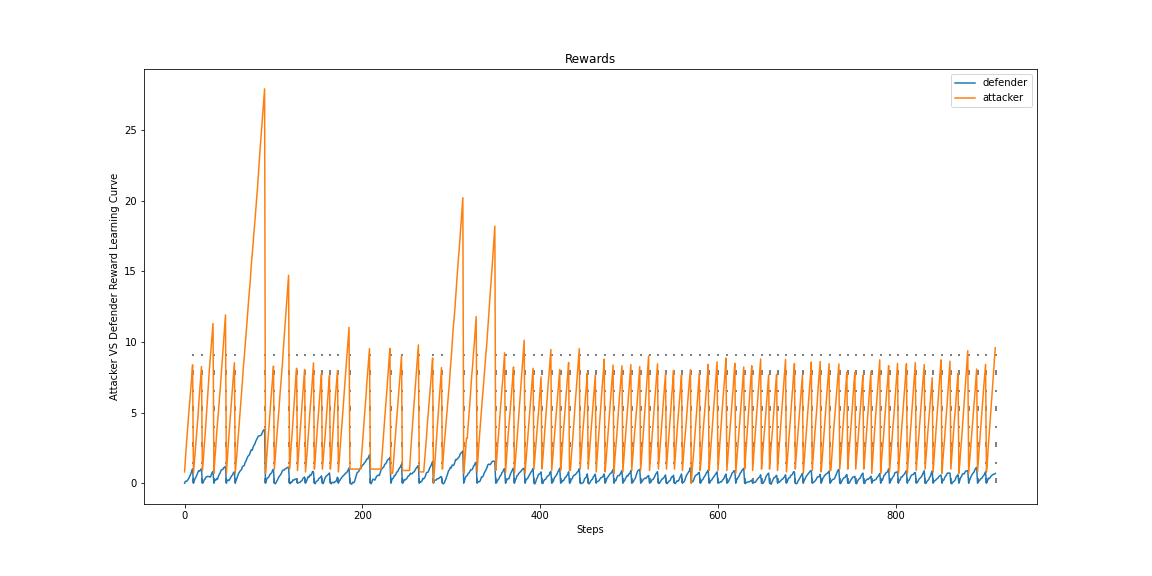 Rewards
defender
attacker
Attacker VS Defender Reward Learning Curve
25
20
15
10
5
0
0 200 400 600 800
Steps